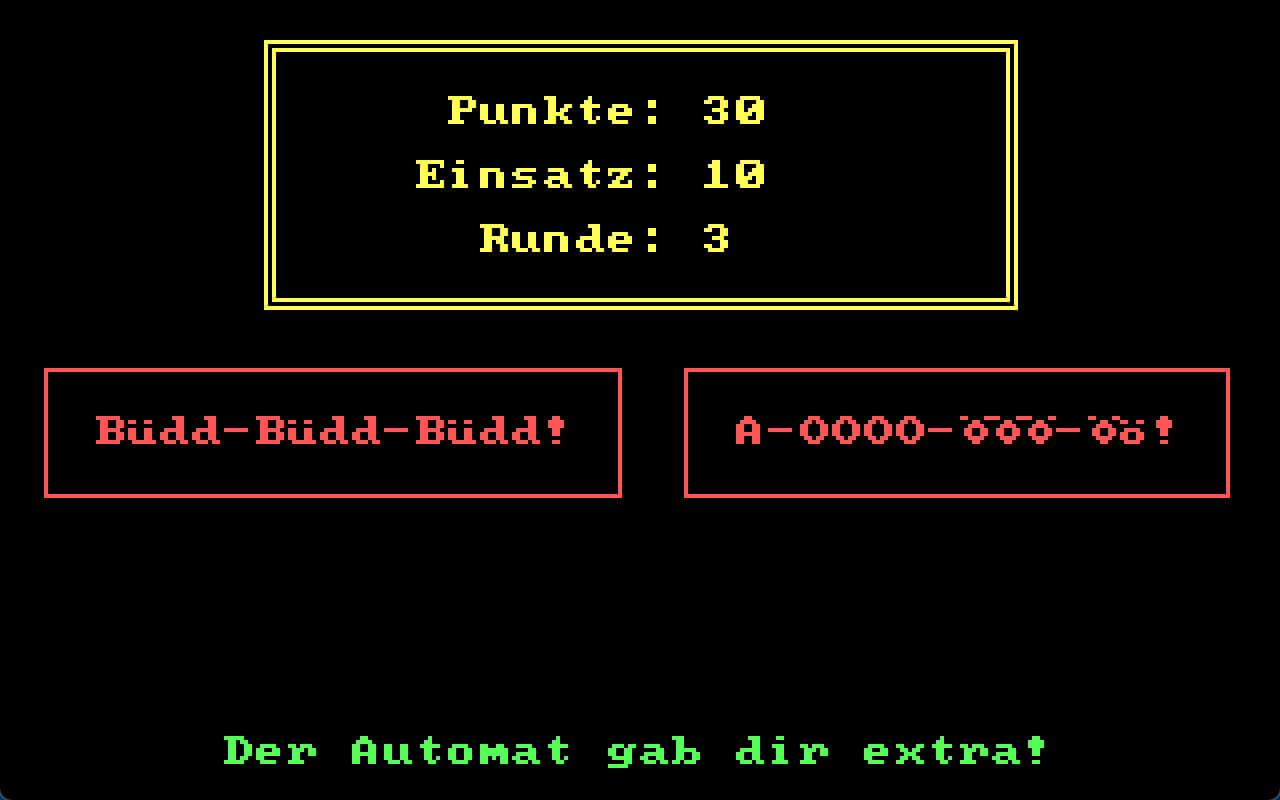 Punkte: 30
Einsatz: 10
Runde: 3
Büdd-Büdd-Büdd!
A-OOOO-ööö-öö!
Der Automat gab dir extra!